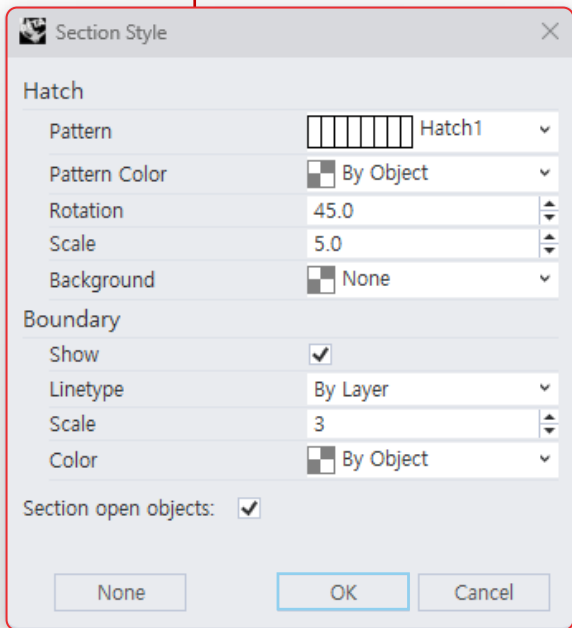 Section Style
Hatch
Pattern Hatch1
Pattern Color By Object
Rotation 45.0
Scale 5.0
Background None
Boundary
Show
Linetype By Layer
Scale 3
Color By Object
Section open objects:
None OK Cancel